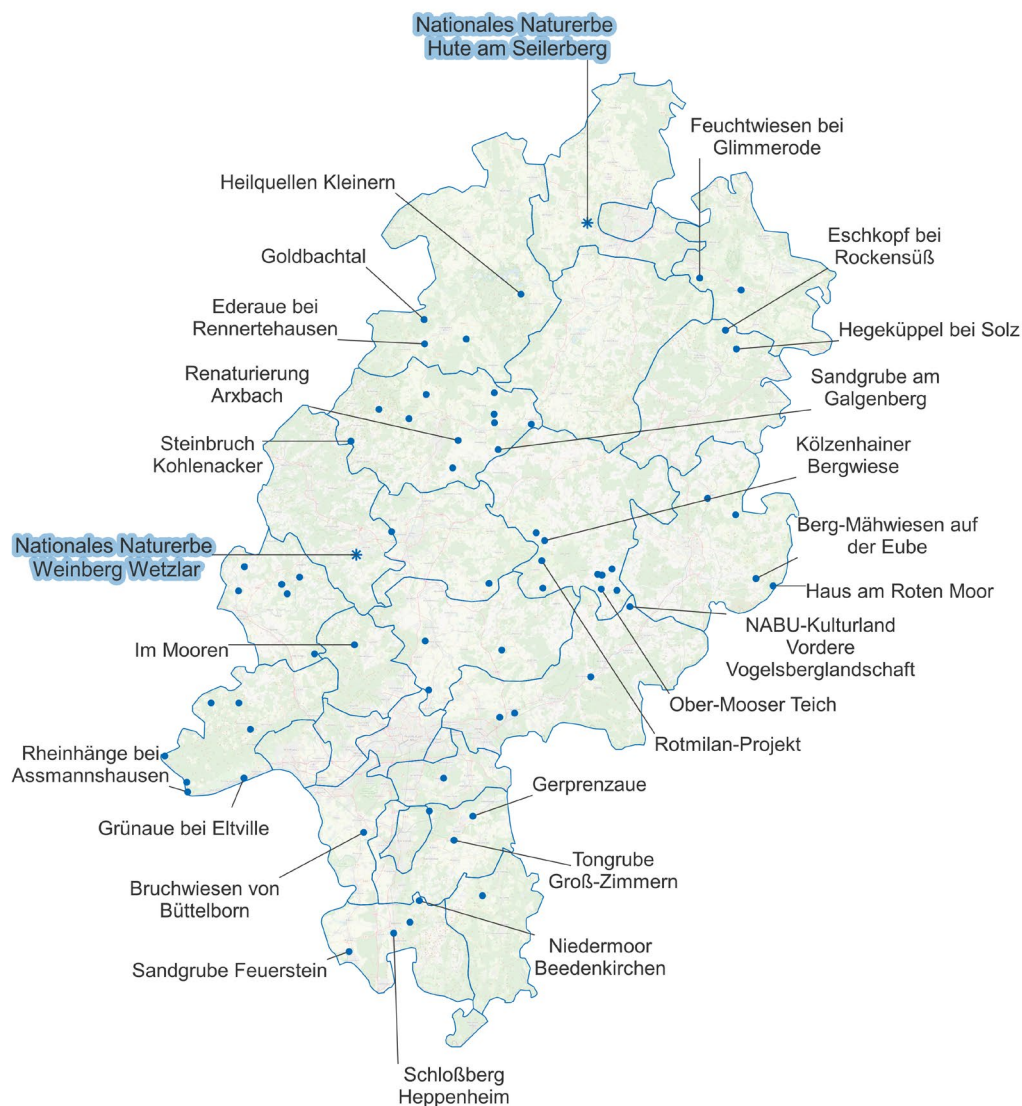 Nationales Naturerbe
Hute am Seilerberg
Feuchtwiesen bei
Glimmerode
Heilquellen Kleinern
Eschkopf bei
Rockensüß
Goldbachtal
Ederaue bei
Rennertehausen
Hegeküppel bei Solz
Renaturierung
Arxbach
Sandgrube am
Galgenberg
Steinbruch
Kohlenacker
Kölzenhainer
Bergwiese
Nationales Naturerbe
Weinberg Wetzlar
Berg-Mähwiesen auf
der Eube
Haus am Roten Moor
Im Mooren
NABU-Kulturland
Vordere
Vogelsberglandschaft
Ober-Mooser Teich
Rotmilan-Projekt
Rheinhänge bei
Assmannshausen
Gerprenzaue
Grünaue bei Eltville
Tongrube
Groß-Zimmern
Bruchwiesen von
Büttelborn
Niedermoor
Beedenkirchen
Sandgrube Feuerstein
Schloßberg
Heppenheim